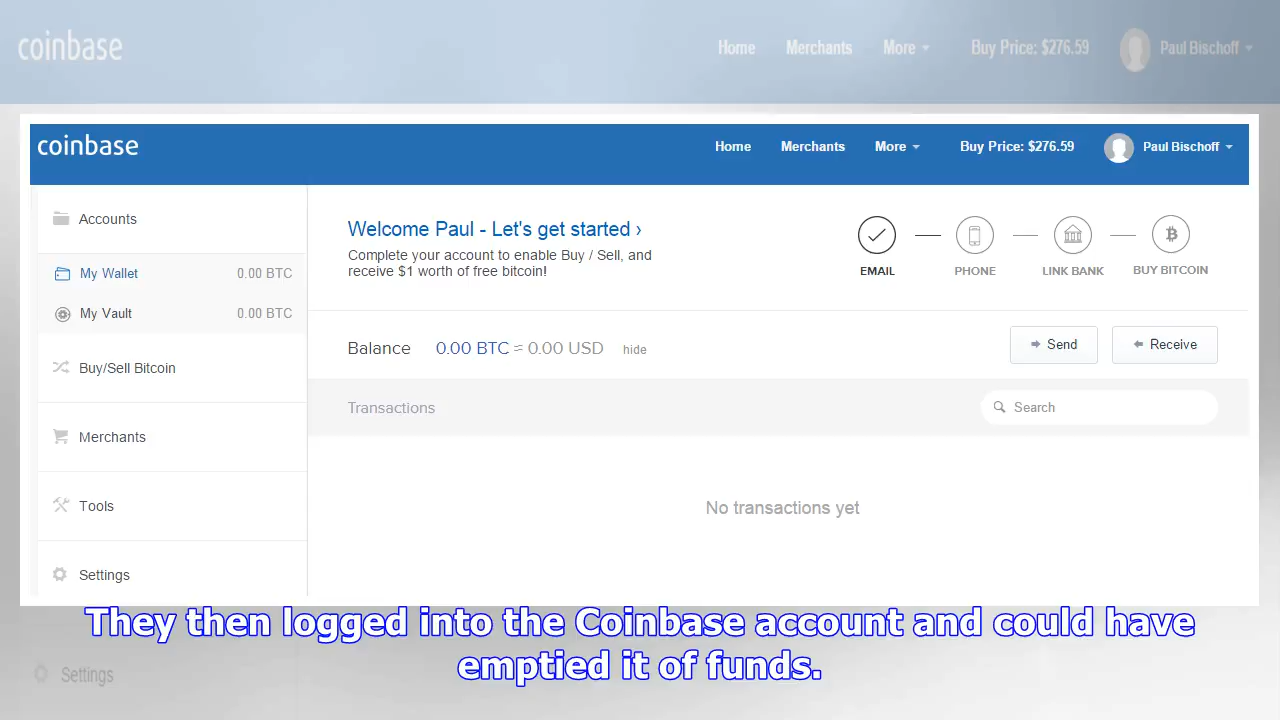 coinbase
Home Merchants More Buy Price: $276.59 Paul Bischoff
coinbase
Home Merchants More Buy Price: $276.59 Paul Bischoff
Accounts
My Wallet 0.00 BTC
My Vault 0.00 BTC
Buy/Sell Bitcoin
Merchants
Tools
Settings
Welcome Paul - Let's get started ›
Complete your account to enable Buy / Sell, and
receive $1 worth of free bitcoin!
EMAIL PHONE LINK BANK BUY BITCOIN
Balance 0.00 BTC ≈ 0.00 USD hide
Send Receive
Transactions Search
No transactions yet
They then logged into the Coinbase account and could have
emptied it of funds.
Settings